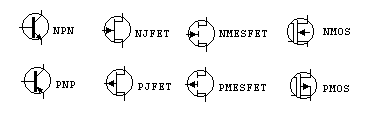 NPN NJFET NMESFET NMOS
PNP PJFET PMESFET PMOS